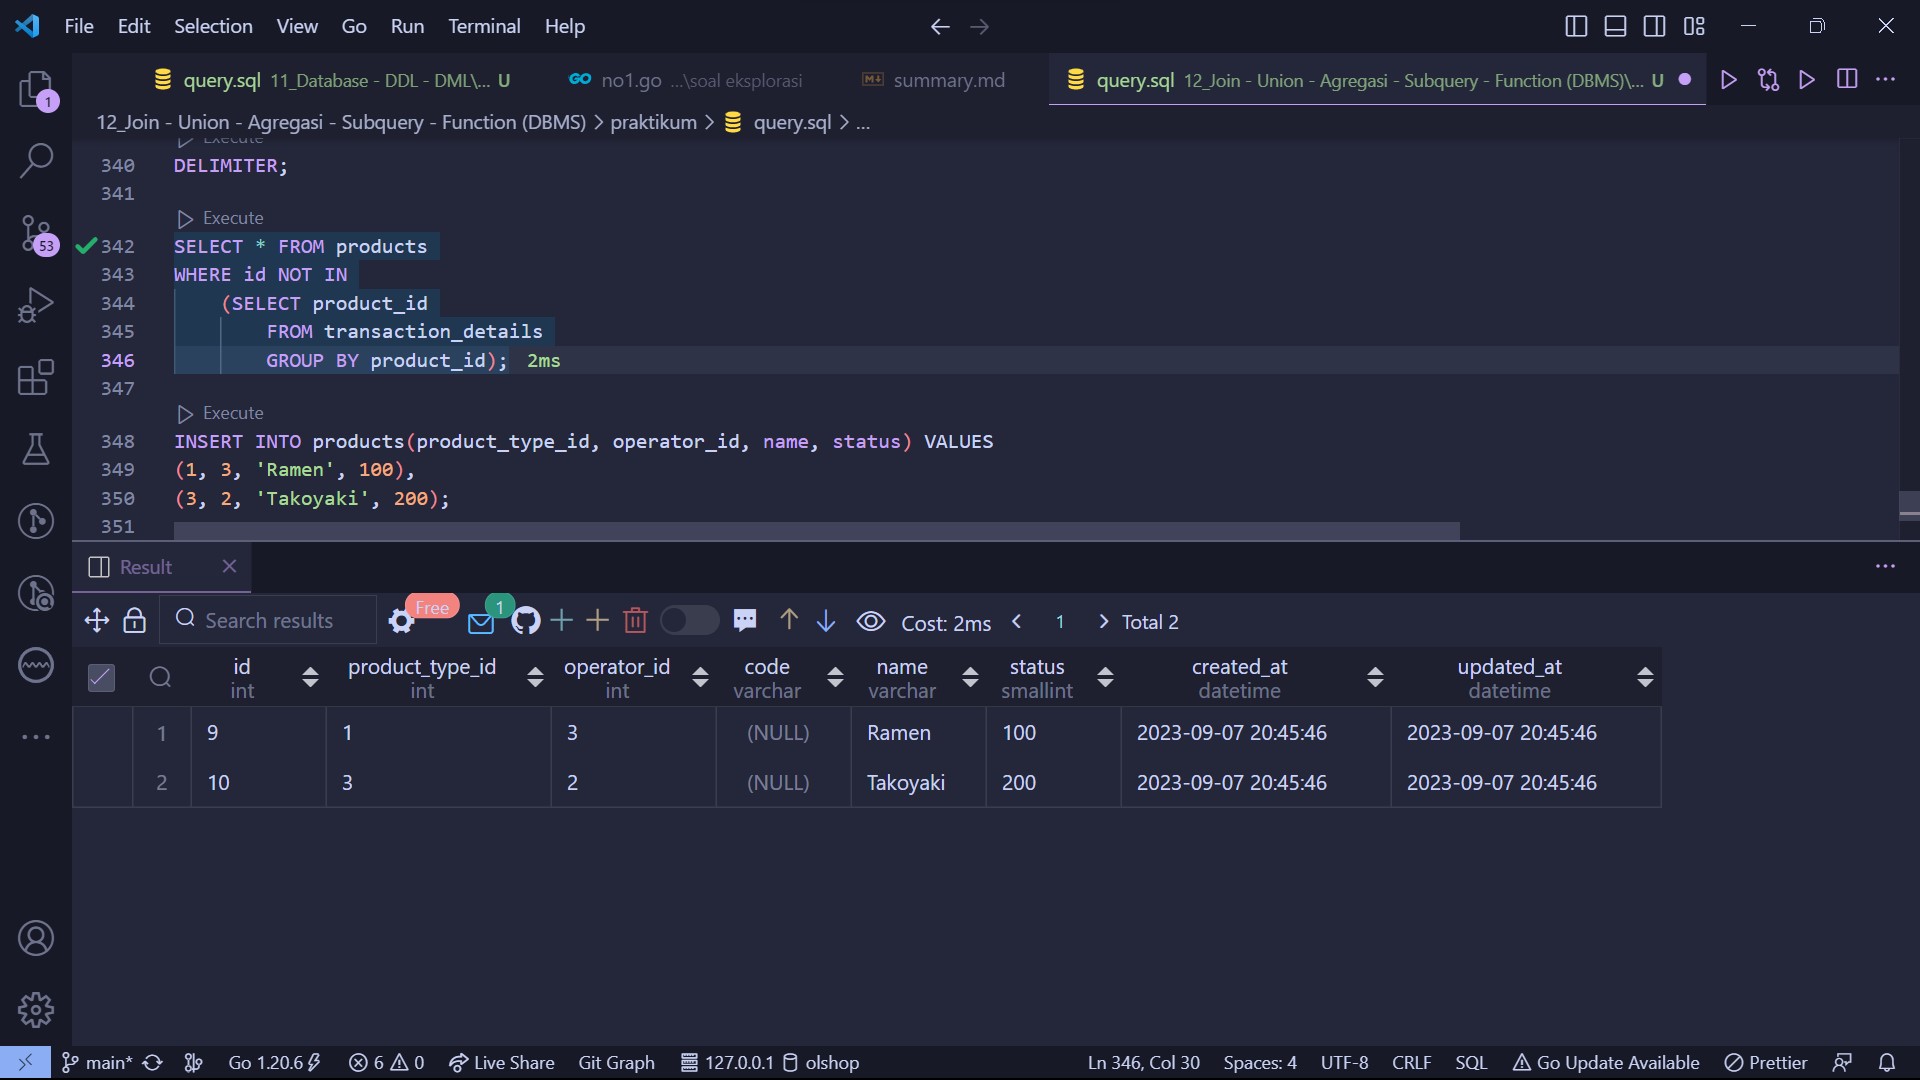 File Edit Selection View Go Run Terminal Help
query.sql 11_Database - DDL - DML\... U
no1.go ...\soal eksplorasi
summary.md
query.sql 12_Join - Union - Agregasi - Subquery - Function (DBMS)\... U
12_Join - Union - Agregasi - Subquery - Function (DBMS) > praktikum > query.sql > ...
Execute
340 DELIMITER;
341
Execute
342 SELECT * FROM products
343 WHERE id NOT IN
344 (SELECT product_id
345 FROM transaction_details
346 GROUP BY product_id); 2ms
347
Execute
348 INSERT INTO products(product_type_id, operator_id, name, status) VALUES
349 (1, 3, 'Ramen', 100),
350 (3, 2, 'Takoyaki', 200);
351
1
53
Result
Search results Free 1 Cost: 2ms < 1 > Total 2
id product_type_id operator_id code name status created_at updated_at
int int int varchar varchar smallint datetime datetime
1 9 1 3 (NULL) Ramen 100 2023-09-07 20:45:46 2023-09-07 20:45:46
2 10 3 2 (NULL) Takoyaki 200 2023-09-07 20:45:46 2023-09-07 20:45:46
main* Go 1.20.6 6 0 Live Share Git Graph 127.0.0.1 olshop Ln 346, Col 30 Spaces: 4 UTF-8 CRLF SQL Go Update Available Prettier